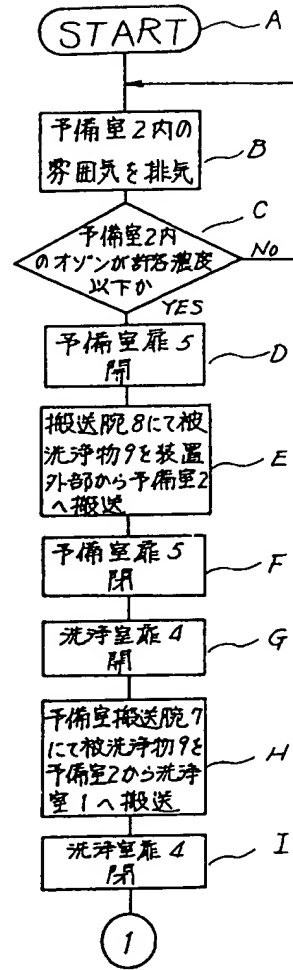 START
A
予備室2内の
雰囲気を排気
B
C
予備室2内
のオゾンが許容濃度
以下か
No
YES
予備室扉5
開
D
搬送腕8にて被
洗浄物9を装置
外部から予備室2
へ搬送
E
予備室扉5
閉
F
洗浄室扉4
開
G
予備室搬送腕7
にて被洗浄物9を
予備室2から洗浄
室1へ搬送
H
洗浄室扉4
閉
I
1